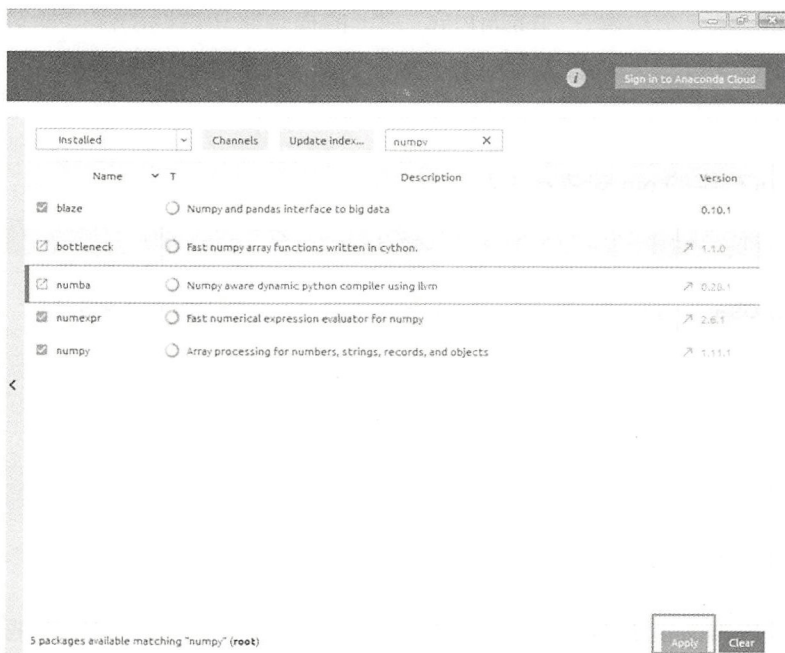 Sign in to Anaconda Cloud
Installed Channels Update index... numpy
Name T Description Version
blaze Numpy and pandas interface to big data 0.10.1
bottleneck Fast numpy array functions written in cython. 1.1.0
numba Numpy aware dynamic python compiler using llvm 0.28.1
numexpr Fast numerical expression evaluator for numpy 2.6.1
numpy Array processing for numbers, strings, records, and objects 1.11.1
5 packages available matching "numpy" (root)
Apply Clear